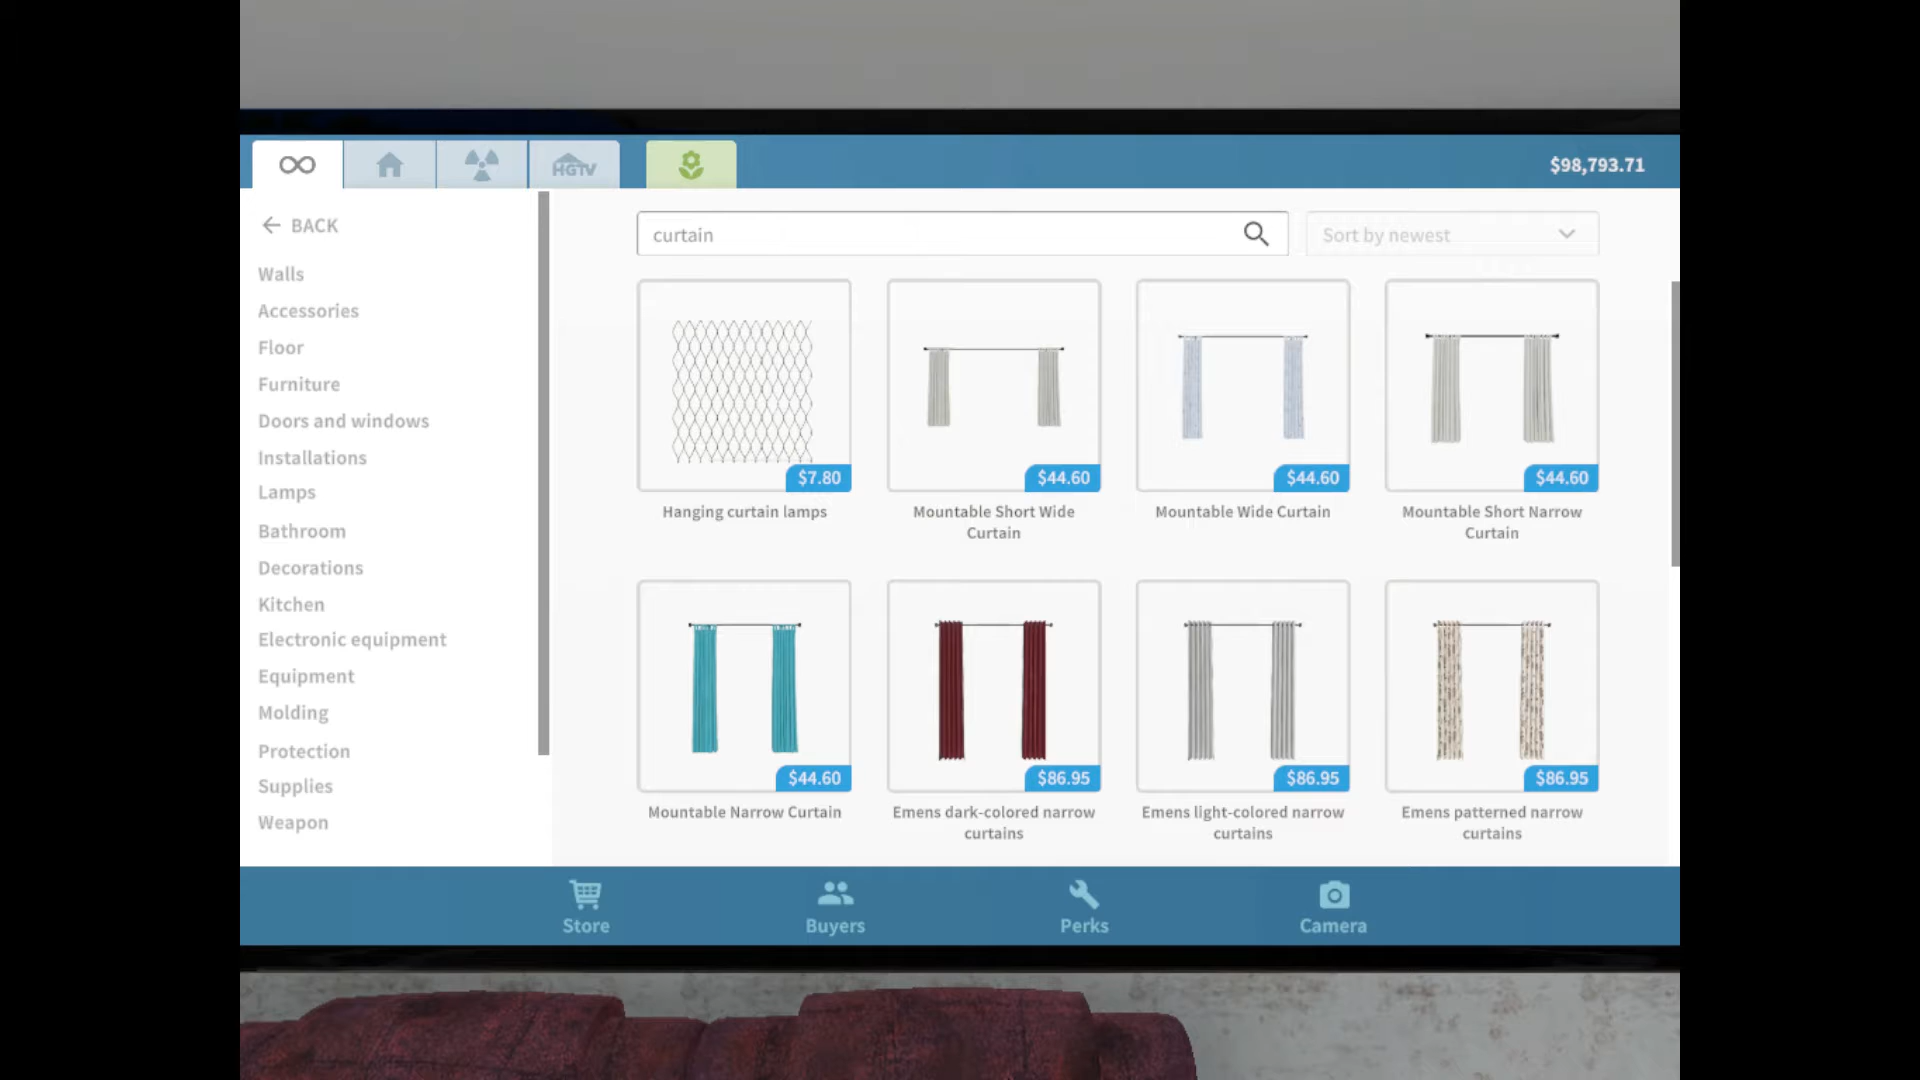 HGTV
$98,793.71
BACK
Walls
Accessories
Floor
Furniture
Doors and windows
Installations
Lamps
Bathroom
Decorations
Kitchen
Electronic equipment
Equipment
Molding
Protection
Supplies
Weapon
curtain
Sort by newest
$7.80
Hanging curtain lamps
$44.60
Mountable Short Wide
Curtain
$44.60
Mountable Wide Curtain
$44.60
Mountable Short Narrow
Curtain
$44.60
Mountable Narrow Curtain
$86.95
Emens dark-colored narrow
curtains
$86.95
Emens light-colored narrow
curtains
$86.95
Emens patterned narrow
curtains
Store
Buyers
Perks
Camera